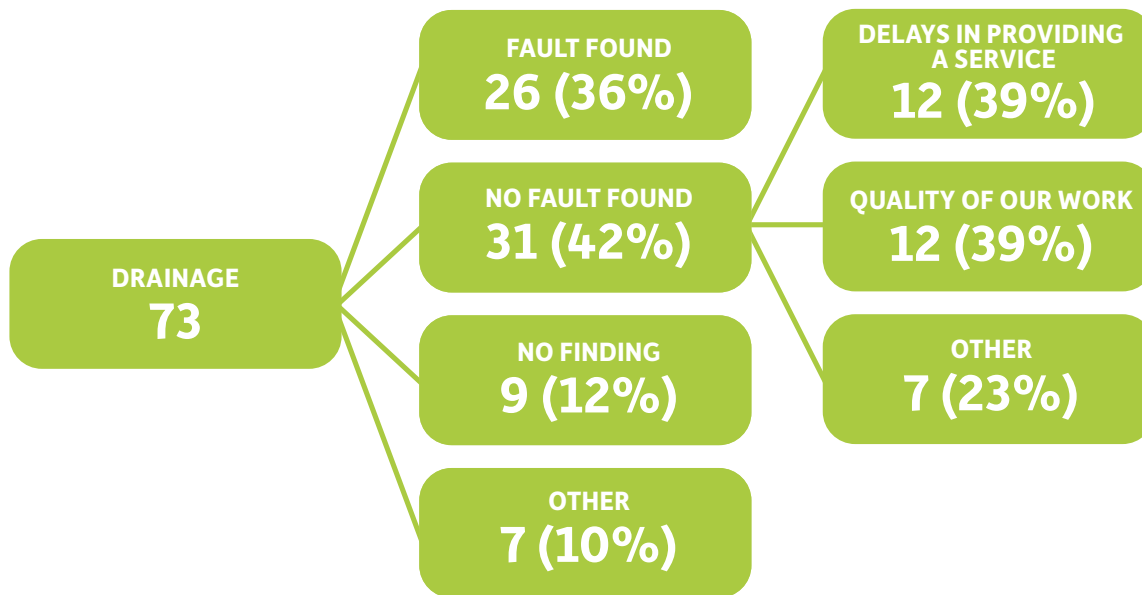 DRAINAGE
73
FAULT FOUND
26 (36%)
NO FAULT FOUND
31 (42%)
NO FINDING
9 (12%)
OTHER
7 (10%)
DELAYS IN PROVIDING
A SERVICE
12 (39%)
QUALITY OF OUR WORK
12 (39%)
OTHER
7 (23%)